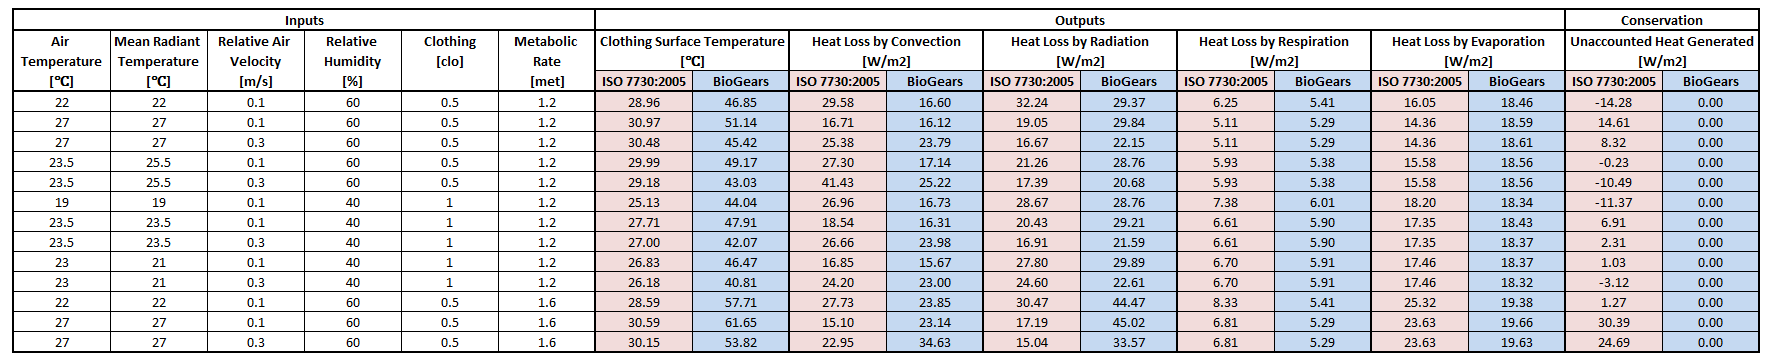 Inputs Outputs Conservation
Air Mean Radiant Relative Air Relative Clothing Metabolic Clothing Surface Temperature Heat Loss by Convection Heat Loss by Radiation Heat Loss by Respiration Heat Loss by Evaporation Unaccounted Heat Generated
Temperature Temperature Velocity Humidity [clo] Rate [℃] [W/m2] [W/m2] [W/m2] [W/m2] [W/m2]
[℃] [℃] [m/s] [%] [met] ISO 7730:2005 BioGears ISO 7730:2005 BioGears ISO 7730:2005 BioGears ISO 7730:2005 BioGears ISO 7730:2005 BioGears ISO 7730:2005 BioGears
22 22 0.1 60 0.5 1.2 28.96 46.85 29.58 16.60 32.24 29.37 6.25 5.41 16.05 18.46 -14.28 0.00
27 27 0.1 60 0.5 1.2 30.97 51.14 16.71 16.12 19.05 29.84 5.11 5.29 14.36 18.59 14.61 0.00
27 27 0.3 60 0.5 1.2 30.48 45.42 25.38 23.79 16.67 22.15 5.11 5.29 14.36 18.61 8.32 0.00
23.5 25.5 0.1 60 0.5 1.2 29.99 49.17 27.30 17.14 21.26 28.76 5.93 5.38 15.58 18.56 -0.23 0.00
23.5 25.5 0.3 60 0.5 1.2 29.18 43.03 41.43 25.22 17.39 20.68 5.93 5.38 15.58 18.56 -10.49 0.00
19 19 0.1 40 1 1.2 25.13 44.04 26.96 16.73 28.67 28.76 7.38 6.01 18.20 18.34 -11.37 0.00
23.5 23.5 0.1 40 1 1.2 27.71 47.91 18.54 16.31 20.43 29.21 6.61 5.90 17.35 18.43 6.91 0.00
23.5 23.5 0.3 40 1 1.2 27.00 42.07 26.66 23.98 16.91 21.59 6.61 5.90 17.35 18.37 2.31 0.00
23 21 0.1 40 1 1.2 26.83 46.47 16.85 15.67 27.80 29.89 6.70 5.91 17.46 18.37 1.03 0.00
23 21 0.3 40 1 1.2 26.18 40.81 24.20 23.00 24.60 22.61 6.70 5.91 17.46 18.32 -3.12 0.00
22 22 0.1 60 0.5 1.6 28.59 57.71 27.73 23.85 30.47 44.47 8.33 5.41 25.32 19.38 1.27 0.00
27 27 0.1 60 0.5 1.6 30.59 61.65 15.10 23.14 17.19 45.02 6.81 5.29 23.63 19.66 30.39 0.00
27 27 0.3 60 0.5 1.6 30.15 53.82 22.95 34.63 15.04 33.57 6.81 5.29 23.63 19.63 24.69 0.00